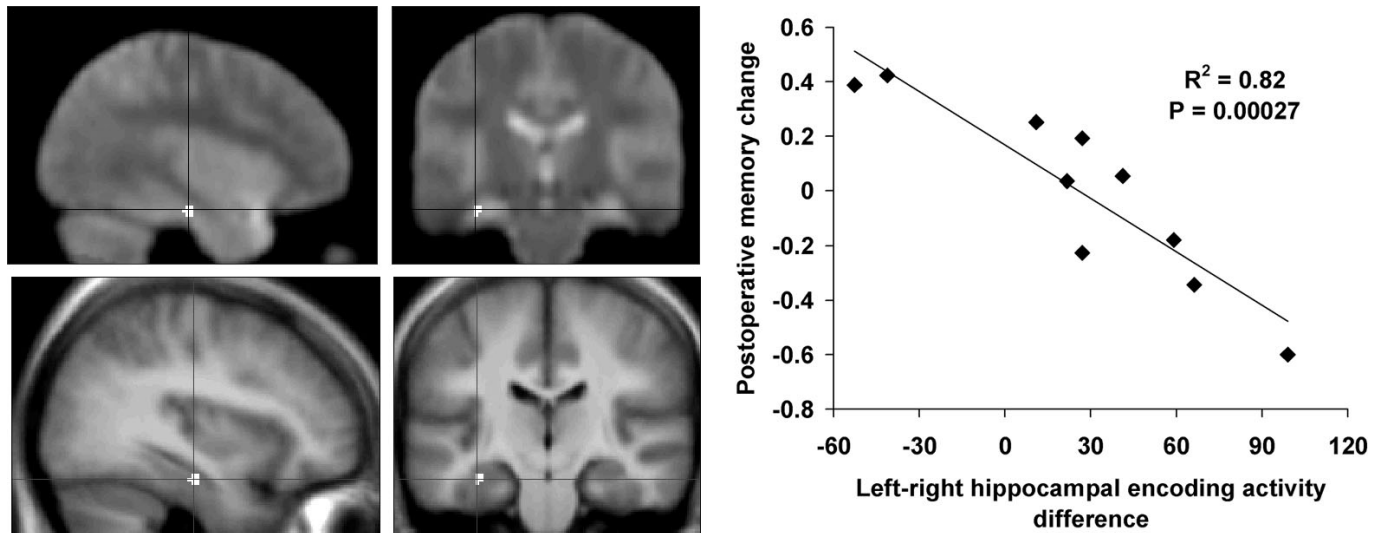 Postoperative memory change
0.6
0.4
0.2
0
-0.2
-0.4
-0.6
-0.8
R² = 0.82
P = 0.00027
-60 -30 0 30 60 90 120
Left-right hippocampal encoding activity
difference